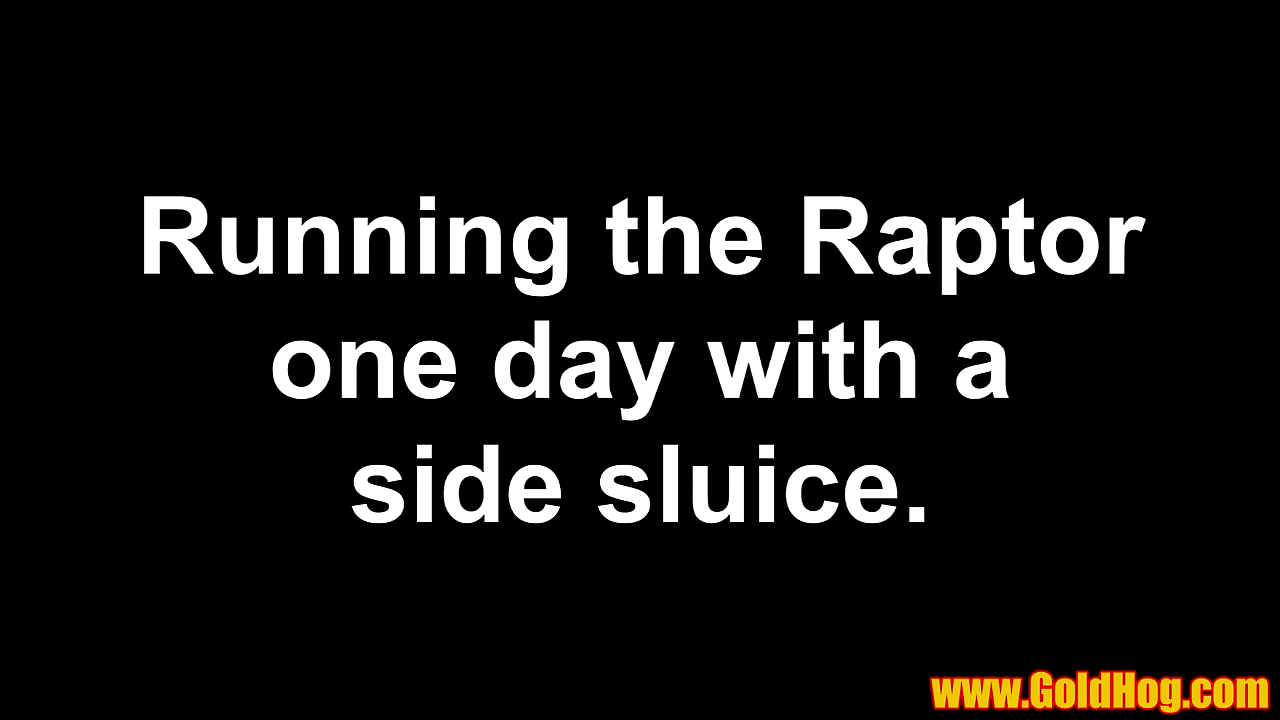 Running the Raptor
one day with a
side sluice.
www.GoldHog.com